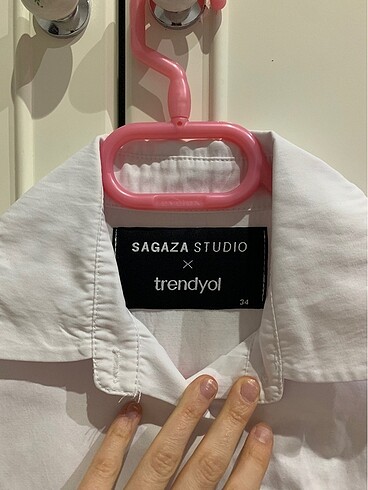 SAGAZA STUDIO
×
trendyol
34